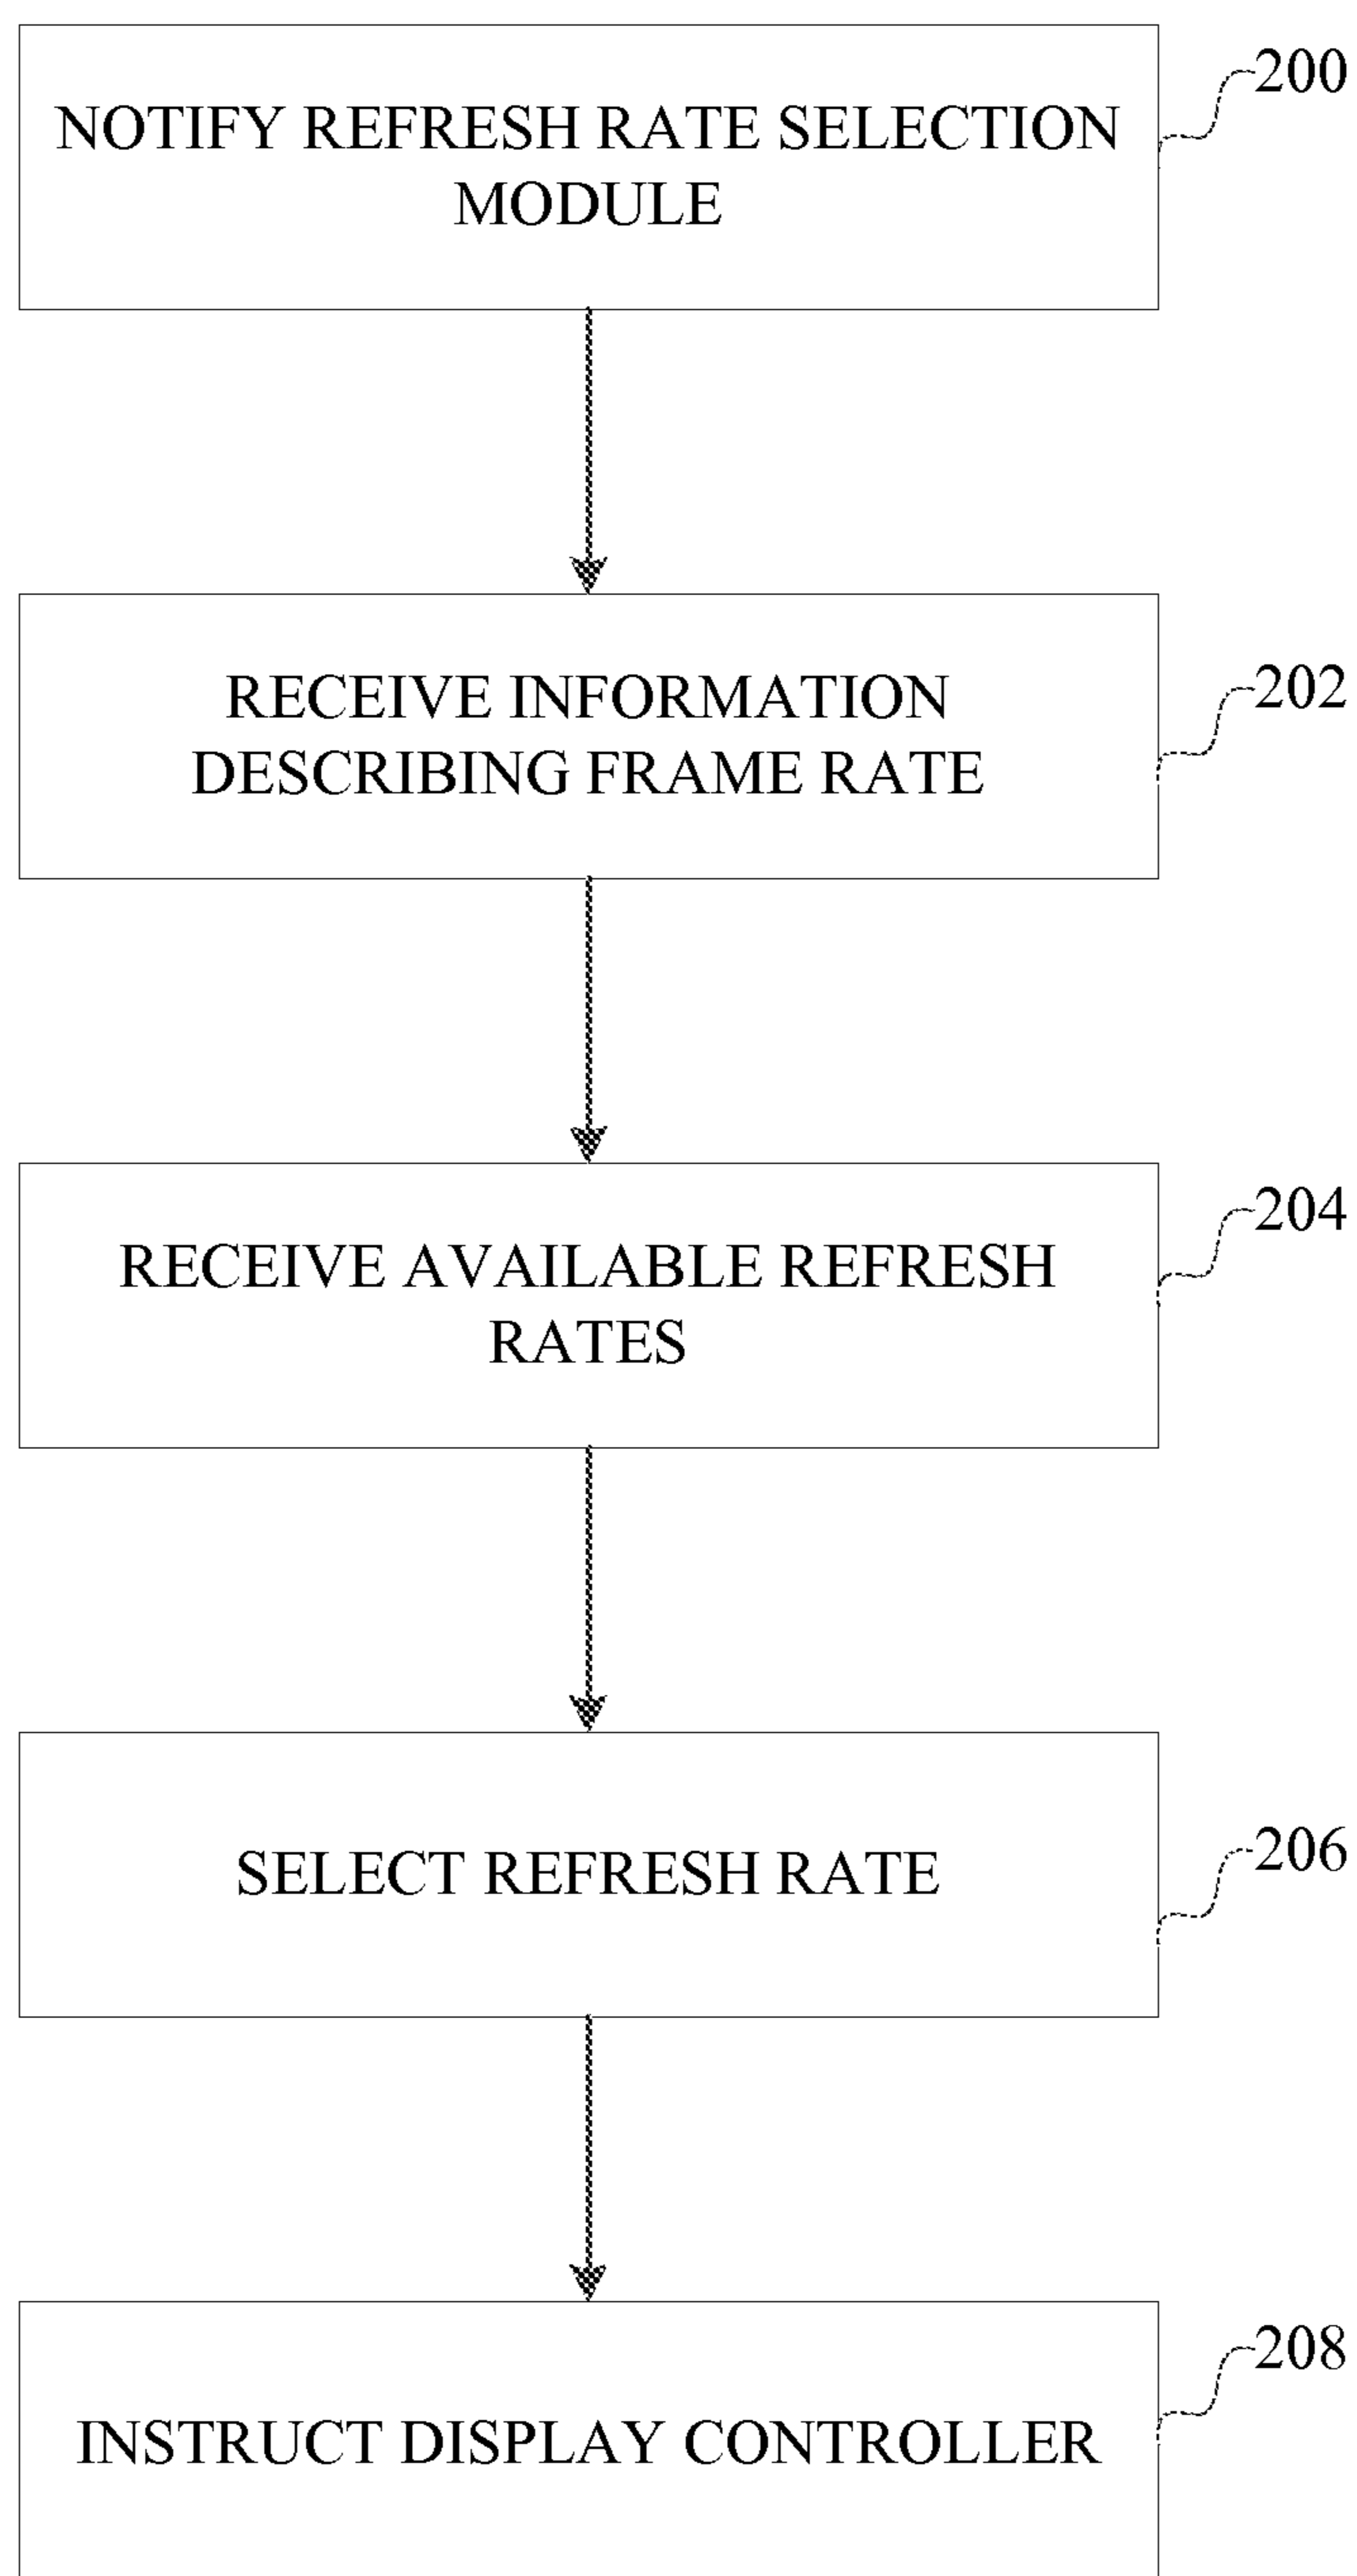 NOTIFY REFRESH RATE SELECTION
MODULE
200
RECEIVE INFORMATION
DESCRIBING FRAME RATE
202
RECEIVE AVAILABLE REFRESH
RATES
204
SELECT REFRESH RATE
206
INSTRUCT DISPLAY CONTROLLER
208